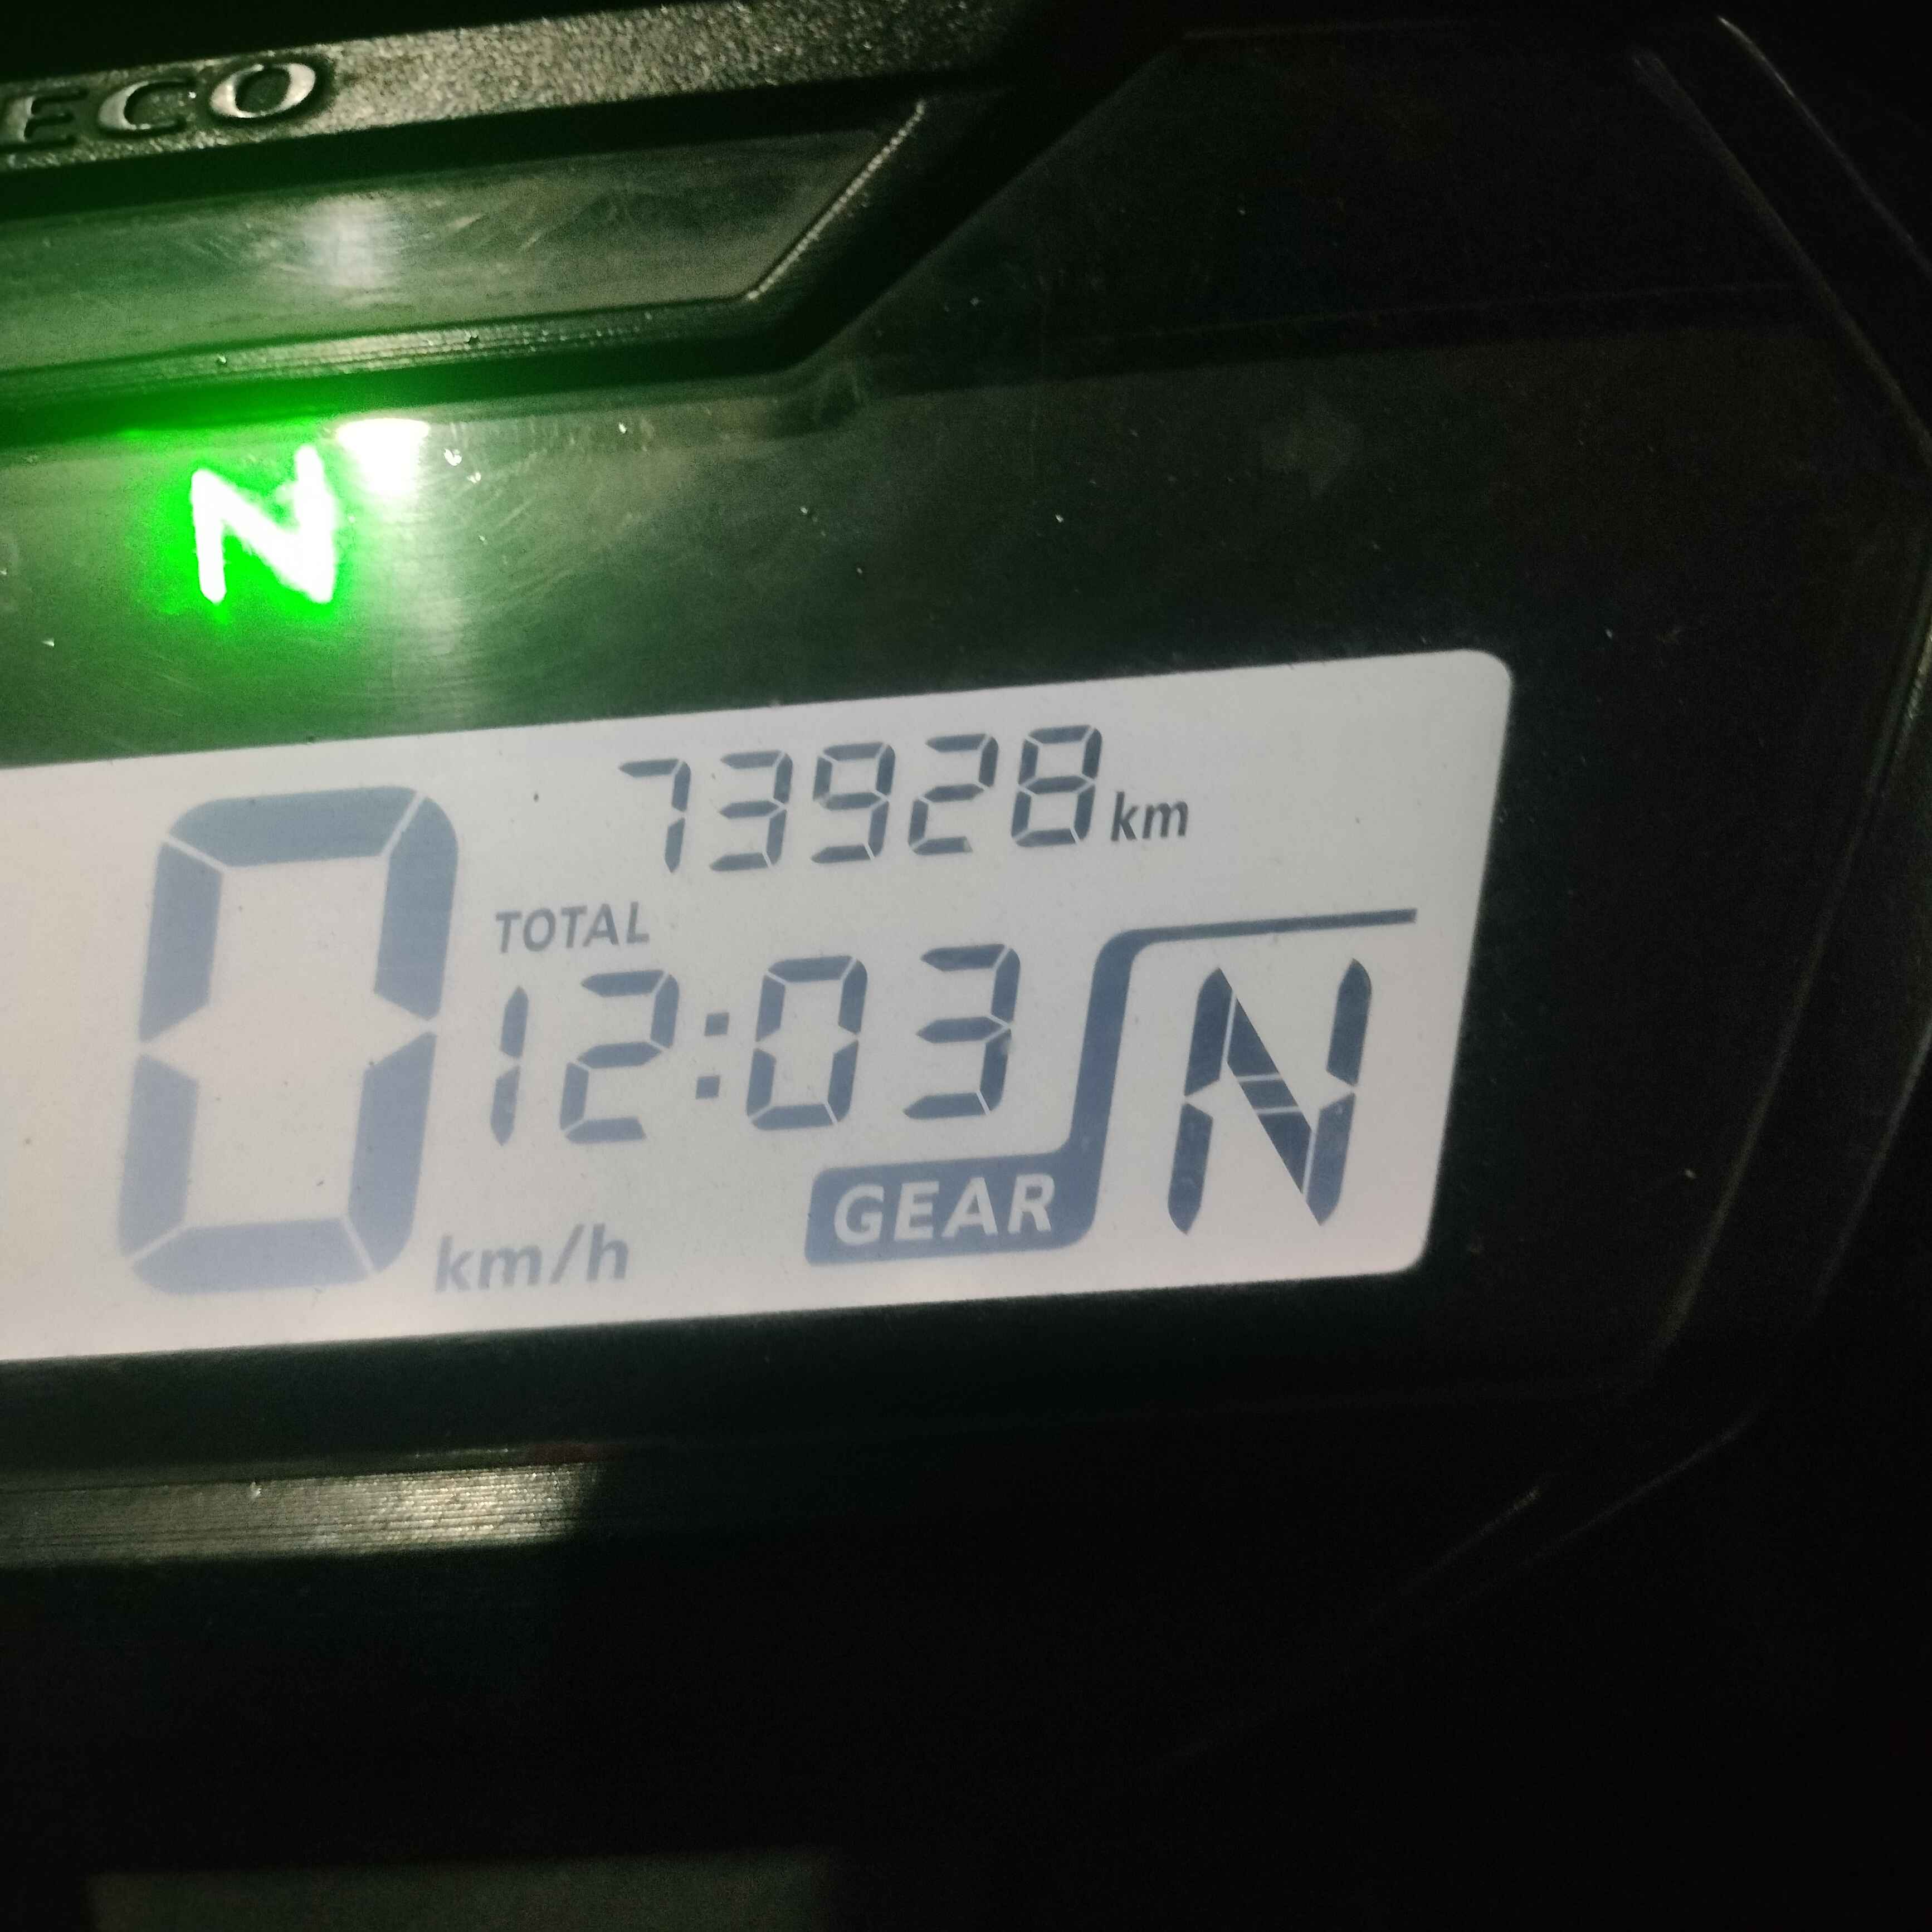 ECO
N
73928 km
TOTAL
0 km/h
12:03
GEAR N